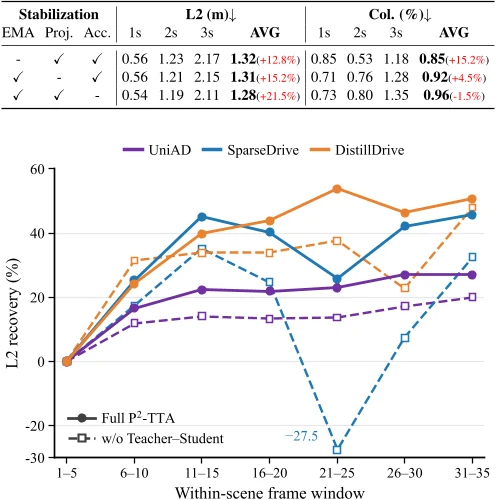 Stabilization L2 (m)↓ Col. (%)↓
EMA Proj. Acc. 1s 2s 3s AVG 1s 2s 3s AVG
- ✓ ✓ 0.56 1.23 2.17 1.32(+12.8%) 0.85 0.53 1.18 0.85(+15.2%)
✓ - ✓ 0.56 1.21 2.15 1.31(+15.2%) 0.71 0.76 1.28 0.92(+4.5%)
✓ ✓ - 0.54 1.19 2.11 1.28(+21.5%) 0.73 0.80 1.35 0.96(-1.5%)
UniAD SparseDrive DistillDrive
L2 recovery (%)
60
40
20
0
-20
-30
−27.5
Full P²-TTA
w/o Teacher–Student
1–5 6–10 11–15 16–20 21–25 26–30 31–35
Within-scene frame window